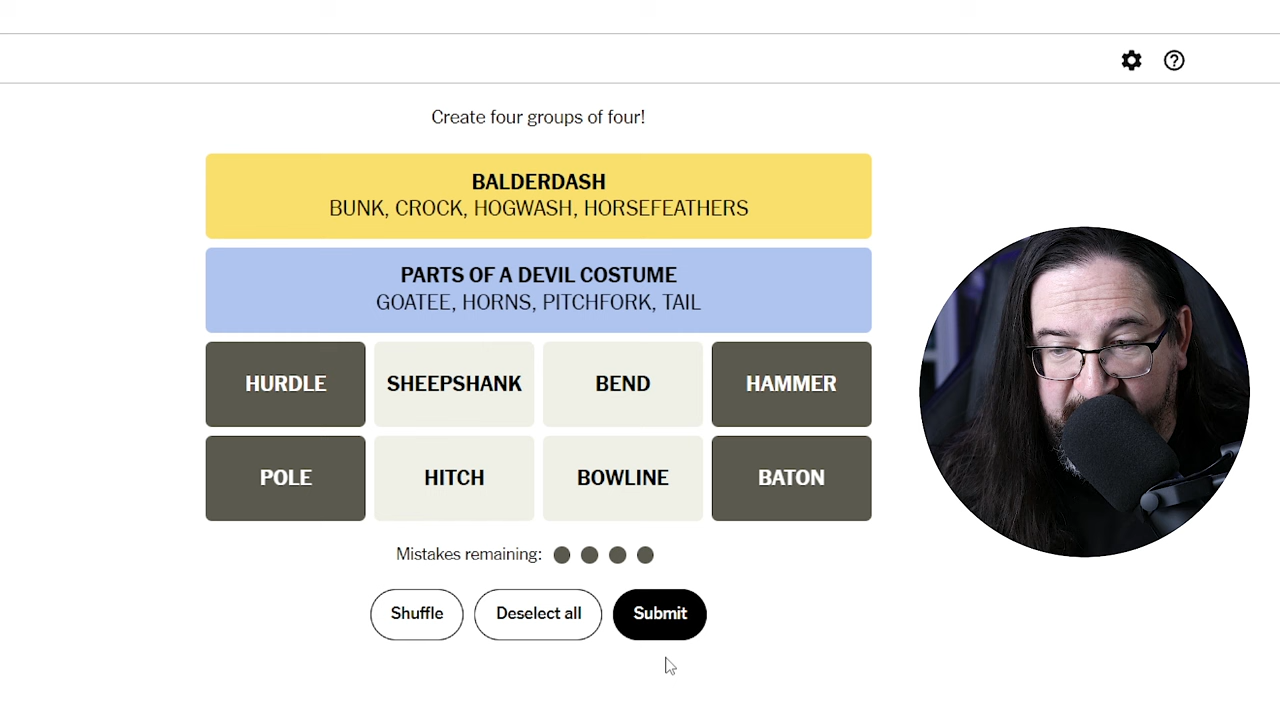 Create four groups of four!
BALDERDASH
BUNK, CROCK, HOGWASH, HORSEFEATHERS
PARTS OF A DEVIL COSTUME
GOATEE, HORNS, PITCHFORK, TAIL
HURDLE SHEEPSHANK BEND HAMMER
POLE HITCH BOWLINE BATON
Mistakes remaining:
Shuffle Deselect all Submit